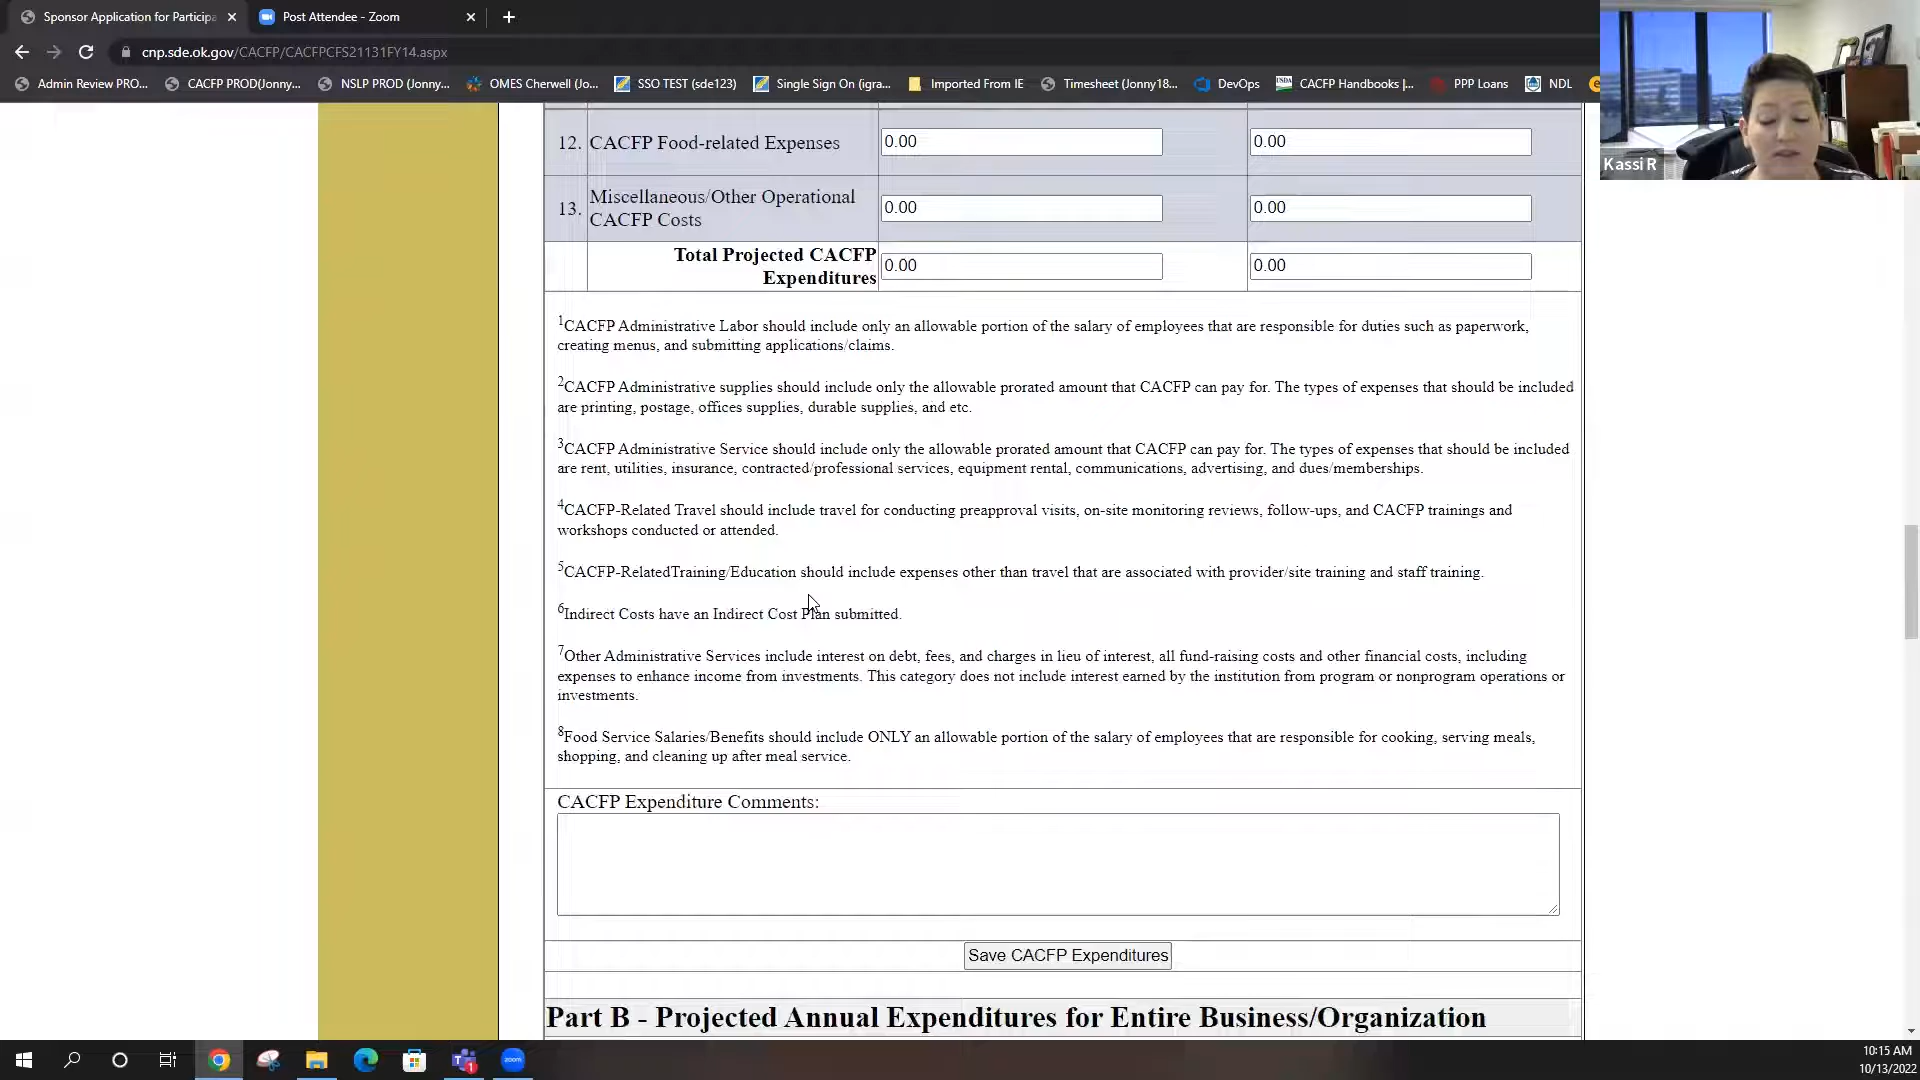 Sponsor Application for Participa
Post Attendee - Zoom
cnp.sde.ok.gov/CACFP/CACFPCFS21131FY14.aspx
Admin Review PRO... CACFP PROD(Jonny... NSLP PROD (Jonny... OMES Cherwell (Jo... SSO TEST (sde123) Single Sign On (igra... Imported From IE Timesheet (Jonny18... DevOps CACFP Handbooks |... PPP Loans NDL
Kassi R
12. CACFP Food-related Expenses 0.00 0.00
13. Miscellaneous/Other Operational
CACFP Costs 0.00 0.00
Total Projected CACFP
Expenditures 0.00 0.00
1CACFP Administrative Labor should include only an allowable portion of the salary of employees that are responsible for duties such as paperwork,
creating menus, and submitting applications/claims.
2CACFP Administrative supplies should include only the allowable prorated amount that CACFP can pay for. The types of expenses that should be included
are printing, postage, offices supplies, durable supplies, and etc.
3CACFP Administrative Service should include only the allowable prorated amount that CACFP can pay for. The types of expenses that should be included
are rent, utilities, insurance, contracted/professional services, equipment rental, communications, advertising, and dues/memberships.
4CACFP-Related Travel should include travel for conducting preapproval visits, on-site monitoring reviews, follow-ups, and CACFP trainings and
workshops conducted or attended.
5CACFP-RelatedTraining/Education should include expenses other than travel that are associated with provider/site training and staff training.
6Indirect Costs have an Indirect Cost Plan submitted.
7Other Administrative Services include interest on debt, fees, and charges in lieu of interest, all fund-raising costs and other financial costs, including
expenses to enhance income from investments. This category does not include interest earned by the institution from program or nonprogram operations or
investments.
8Food Service Salaries/Benefits should include ONLY an allowable portion of the salary of employees that are responsible for cooking, serving meals,
shopping, and cleaning up after meal service.
CACFP Expenditure Comments:
Save CACFP Expenditures
Part B - Projected Annual Expenditures for Entire Business/Organization
10:15 AM
10/13/2022